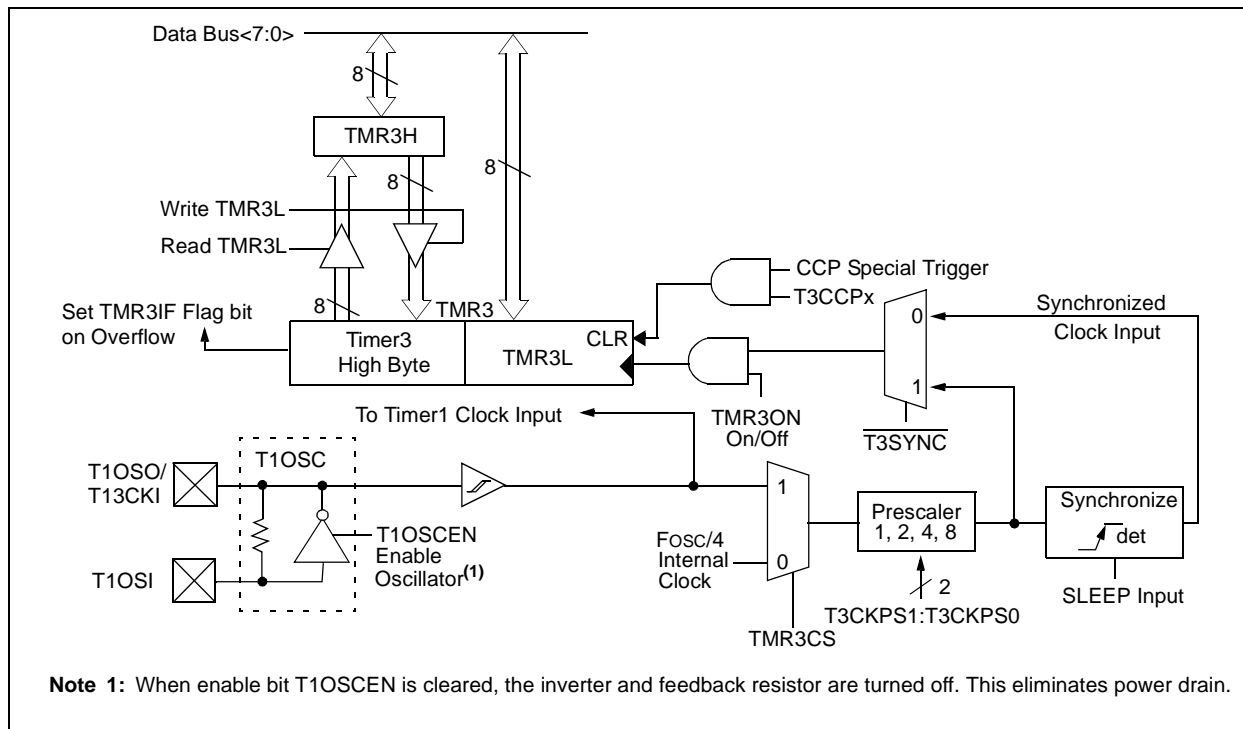 Data Bus<7:0>
8
TMR3H
8
8
Write TMR3L
Read TMR3L
CCP Special Trigger
T3CCPx
8
TMR3
Set TMR3IF Flag bit
on Overflow
Timer3
High Byte
TMR3L
CLR
0
1
Synchronized
Clock Input
TMR3ON
On/Off
T3SYNC
To Timer1 Clock Input
T1OSC
T1OSO/
T13CKI
T1OSCEN
Enable
Oscillator(1)
T1OSI
1
0
FOSC/4
Internal
Clock
Prescaler
1, 2, 4, 8
Synchronize
det
2
T3CKPS1:T3CKPS0
SLEEP Input
TMR3CS
Note 1: When enable bit T1OSCEN is cleared, the inverter and feedback resistor are turned off. This eliminates power drain.